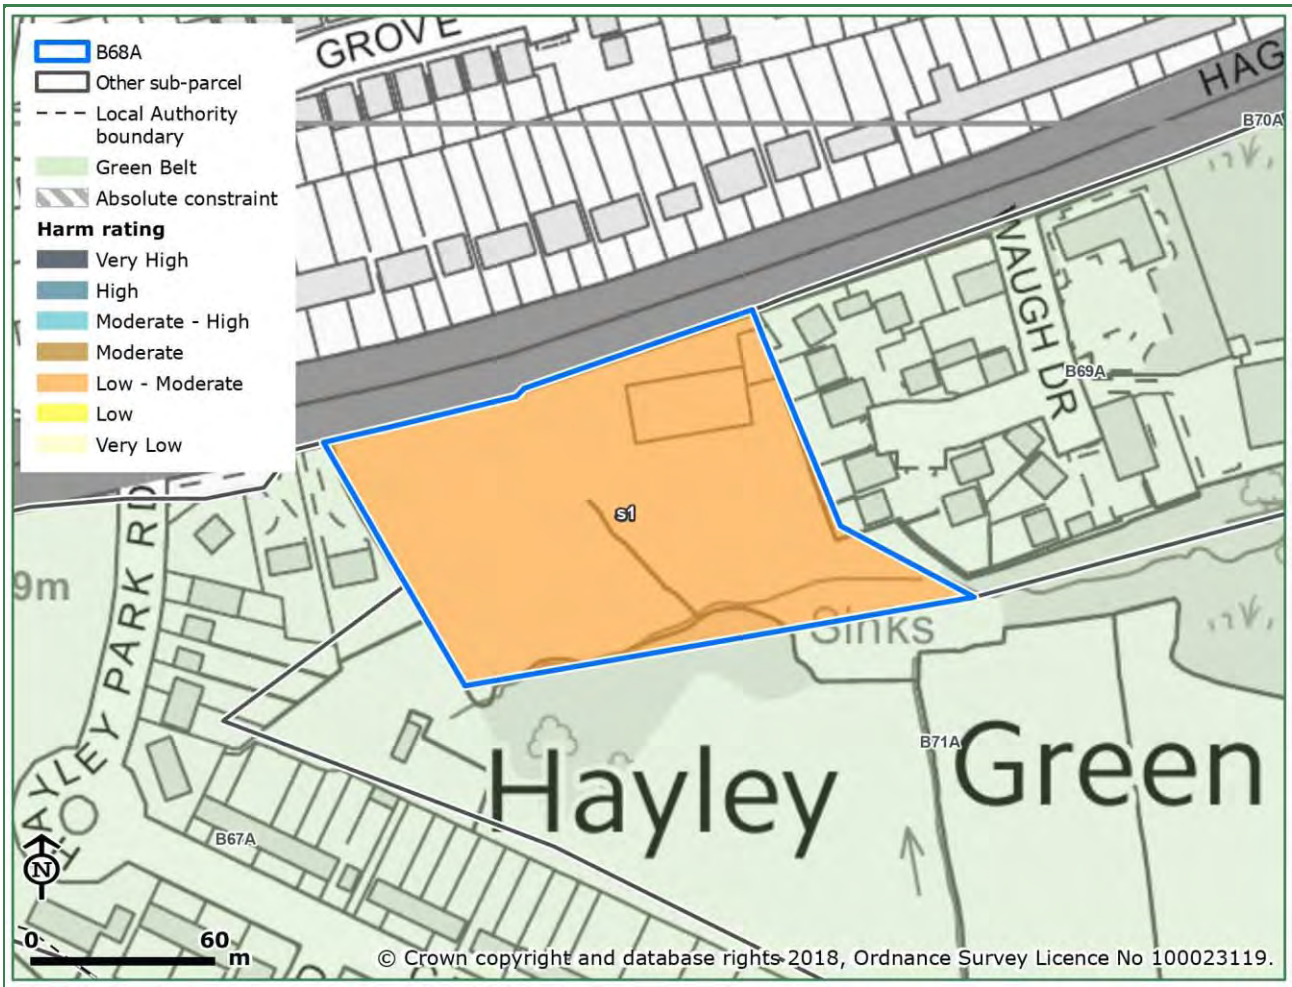 B68A
Other sub-parcel
Local Authority
boundary
Green Belt
Absolute constraint
Harm rating
Very High
High
Moderate - High
Moderate
Low - Moderate
Low
Very Low
GROVE
HAG
B70A
WAUGH DR
B69A
s1
9m
HAYLEY PARK RD
Sinks
Hayley Green
B71A
B67A
N
0 60
m
© Crown copyright and database rights 2018, Ordnance Survey Licence No 100023119.